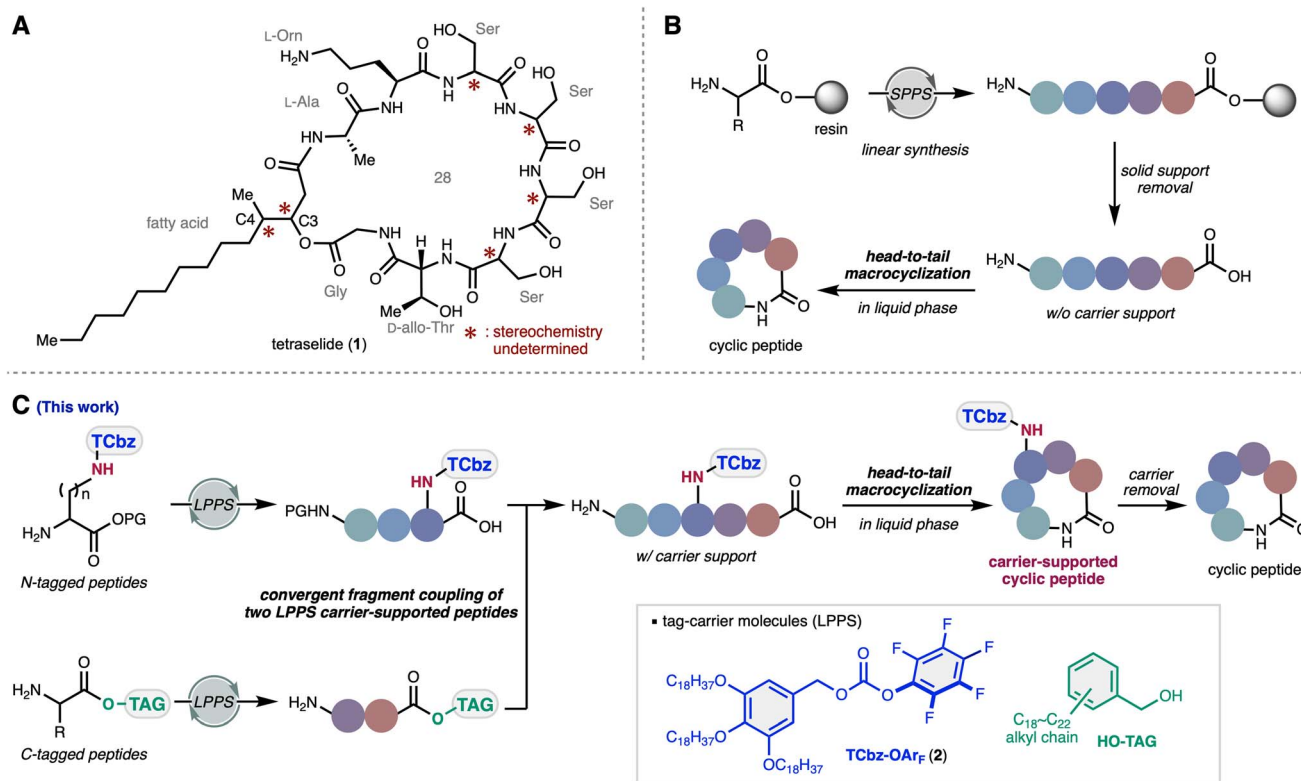 A
L-Orn
H₂N
O
HO
Ser
N
H
O
HO
L-Ala
O
NH
HN
Ser
*
*
HN
O
Me
O
HN
OH
28
*
Ser
Me
*
fatty acid
C4
C3
*
O
NH
H
H
N
HN
O
O
O
O
*
OH
Gly
Ser
Me
OH
D-allo-Thr
* : stereochemistry
undetermined
Me
tetraselide (1)
B
H₂N
O
O
R
resin
SPPS
linear synthesis
H₂N
O
O
solid support
removal
H₂N
O
OH
w/o carrier support
head-to-tail
macrocyclization
in liquid phase
N
H
O
cyclic peptide
C (This work)
TCbz
NH
( )n
H₂N
OPG
O
N-tagged peptides
LPPS
TCbz
HN
O
PGHN
OH
convergent fragment coupling of
two LPPS carrier-supported peptides
H₂N
O
O–TAG
R
C-tagged peptides
LPPS
H₂N
O
O–TAG
TCbz
HN
O
H₂N
OH
w/ carrier support
head-to-tail
macrocyclization
in liquid phase
TCbz
NH
N
H
O
carrier-supported
cyclic peptide
carrier
removal
N
H
O
cyclic peptide
▪ tag-carrier molecules (LPPS)
C₁₈H₃₇
O
O
O
O
F
F
F
F
F
C₁₈H₃₇
O
OC₁₈H₃₇
TCbz-OArF (2)
OH
C₁₈~C₂₂
alkyl chain
HO-TAG